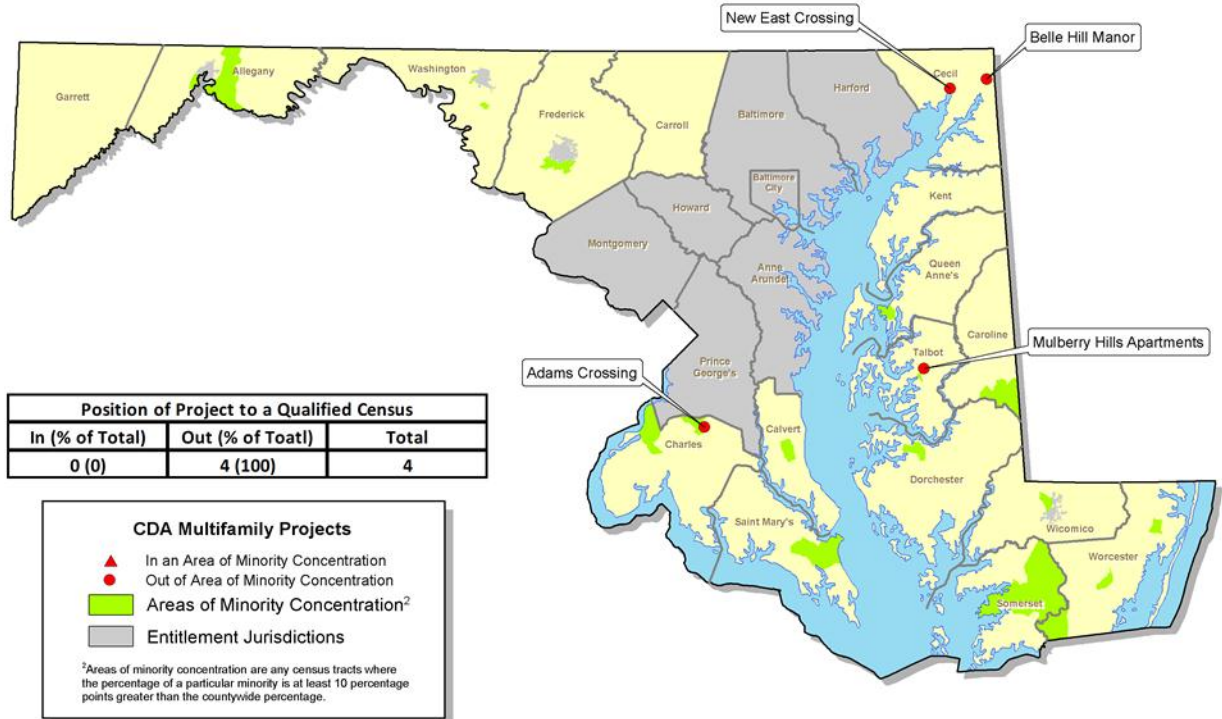 New East Crossing
Belle Hill Manor
Garrett
Allegany
Washington
Frederick
Carroll
Baltimore
Harford
Cecil
Baltimore
City
Howard
Montgomery
Kent
Queen
Anne's
Anne
Arundel
Caroline
Talbot
Mulberry Hills Apartments
Prince
George's
Adams Crossing
Charles
Calvert
Dorchester
Saint Mary's
Wicomico
Worcester
Somerset
Position of Project to a Qualified Census
In (% of Total) Out (% of Toatl) Total
0 (0) 4 (100) 4
CDA Multifamily Projects
In an Area of Minority Concentration
Out of Area of Minority Concentration
Areas of Minority Concentration²
Entitlement Jurisdictions
²Areas of minority concentration are any census tracts where
the percentage of a particular minority is at least 10 percentage
points greater than the countywide percentage.